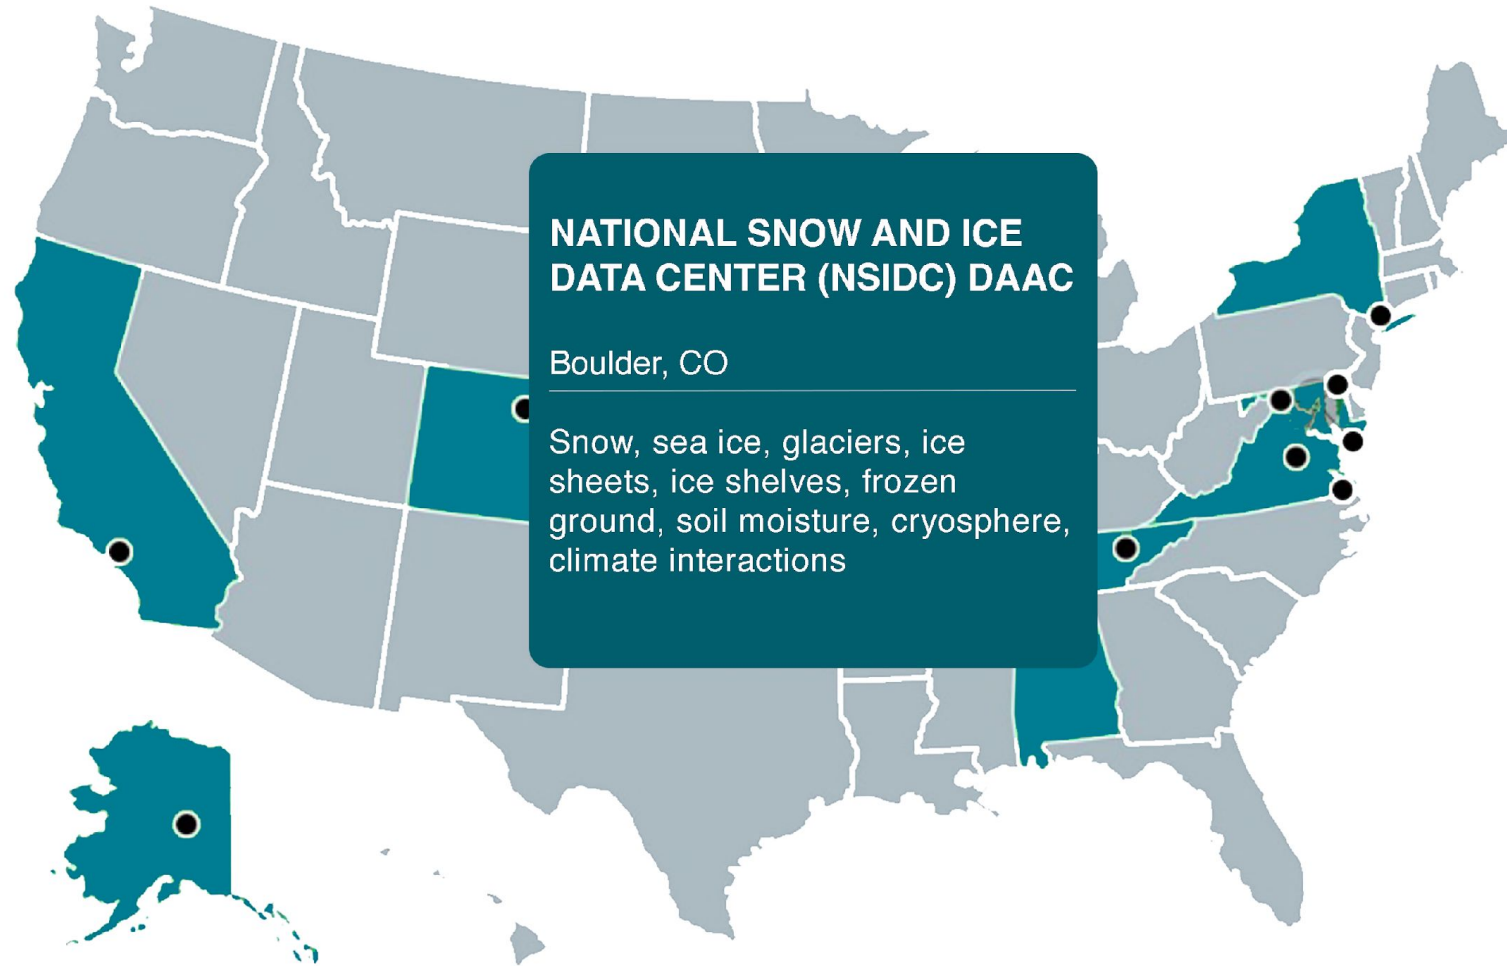 NATIONAL SNOW AND ICE
DATA CENTER (NSIDC) DAAC
Boulder, CO
Snow, sea ice, glaciers, ice
sheets, ice shelves, frozen
ground, soil moisture, cryosphere,
climate interactions